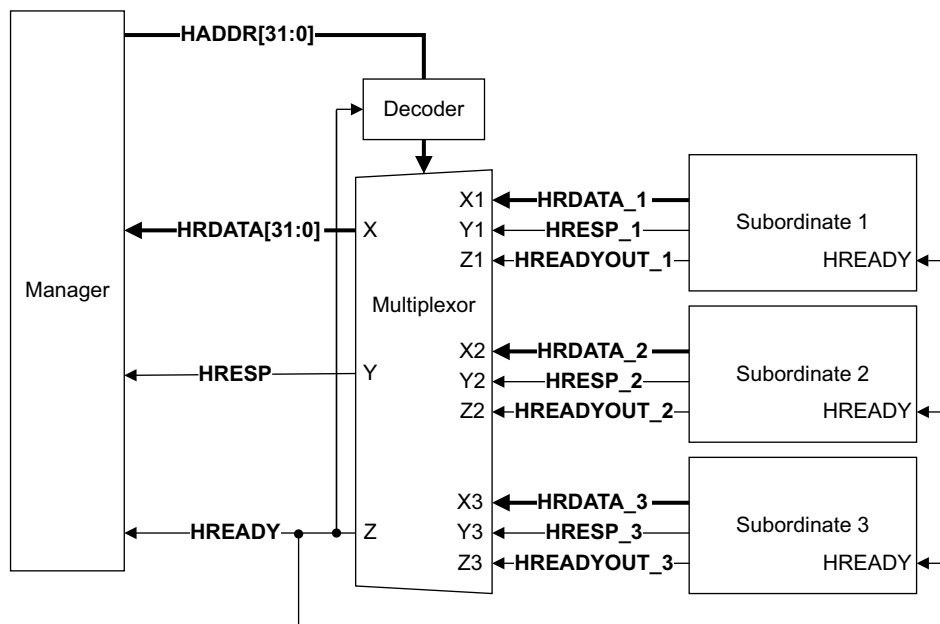 HADDR[31:0]
Decoder
X1
HRDATA_1
Y1
HRESP_1
Z1
HREADYOUT_1
Subordinate 1
HREADY
HRDATA[31:0]
X
Manager
Multiplexor
X2
HRDATA_2
Y2
HRESP_2
Z2
HREADYOUT_2
Subordinate 2
HREADY
HRESP
Y
X3
HRDATA_3
Y3
HRESP_3
Z3
HREADYOUT_3
Subordinate 3
HREADY
HREADY
Z